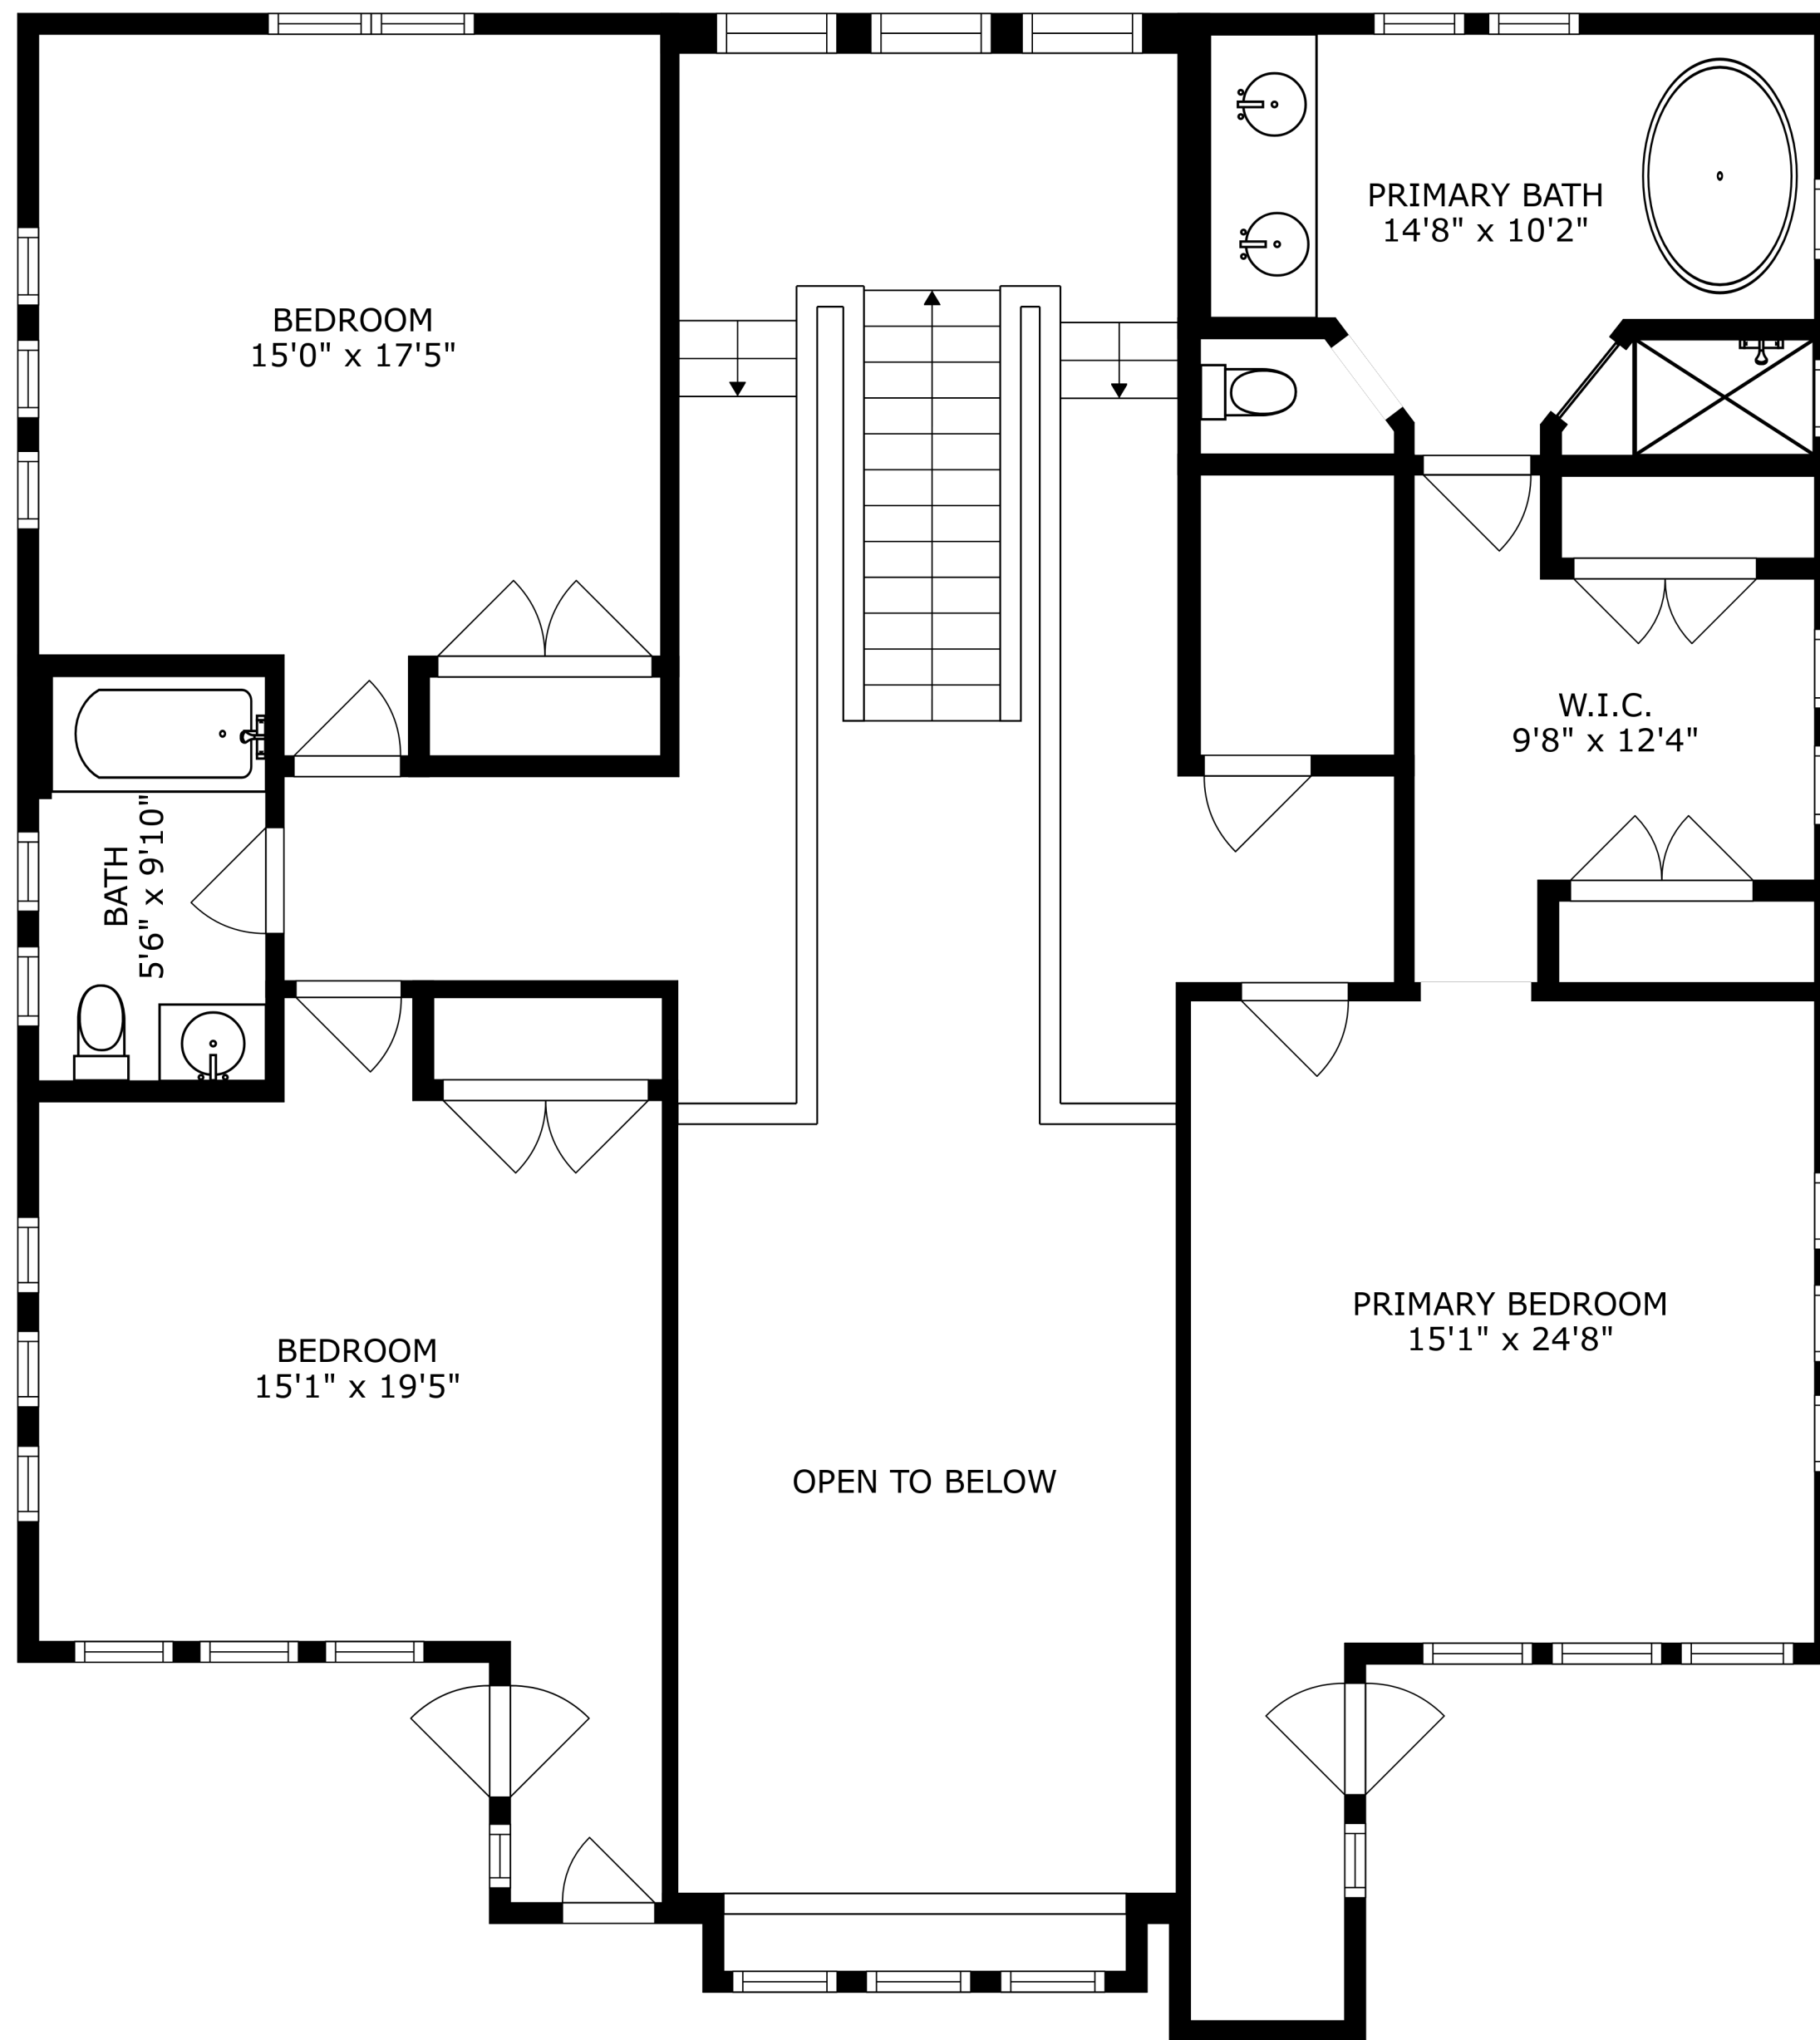 PRIMARY BATH
14'8" x 10'2"
BEDROOM
15'0" x 17'5"
W.I.C.
9'8" x 12'4"
BATH
5'6" x 9'10"
PRIMARY BEDROOM
15'1" x 24'8"
BEDROOM
15'1" x 19'5"
OPEN TO BELOW